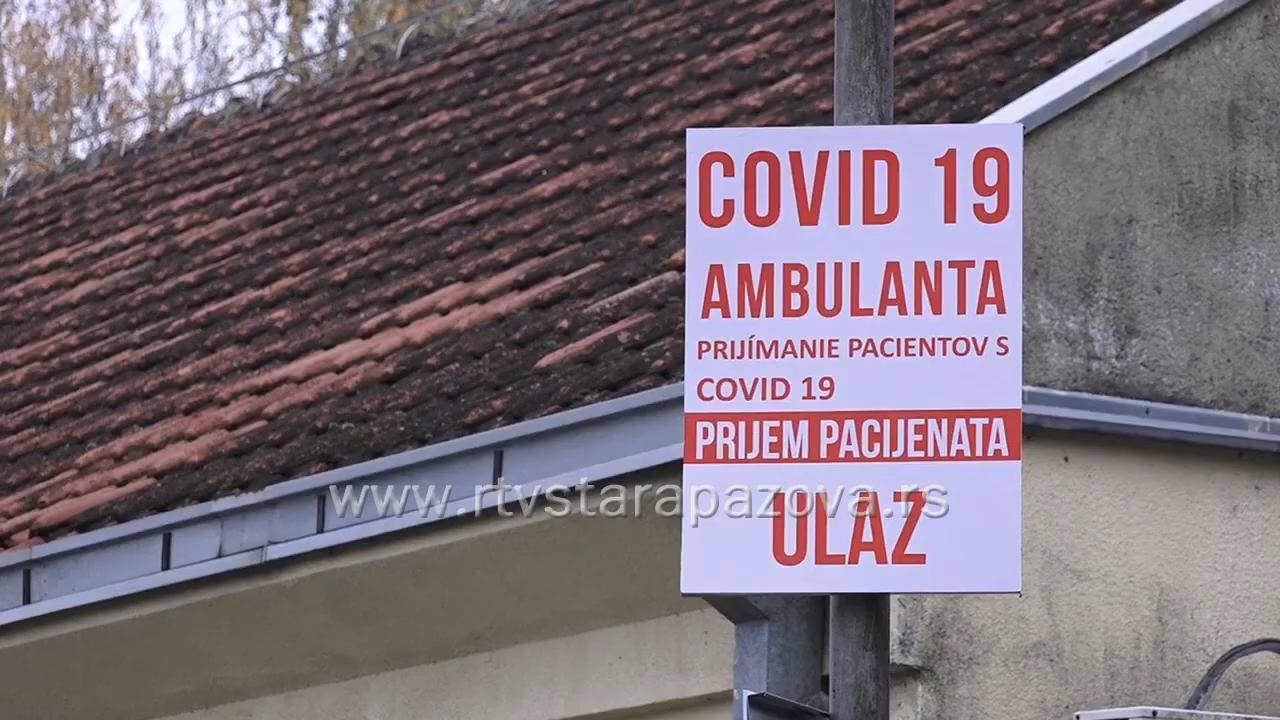 COVID 19
AMBULANTA
PRIJÍMANIE PACIENTOV S
COVID 19
PRIJEM PACIJENATA
www.rtvstarapazova.rs
ULAZ